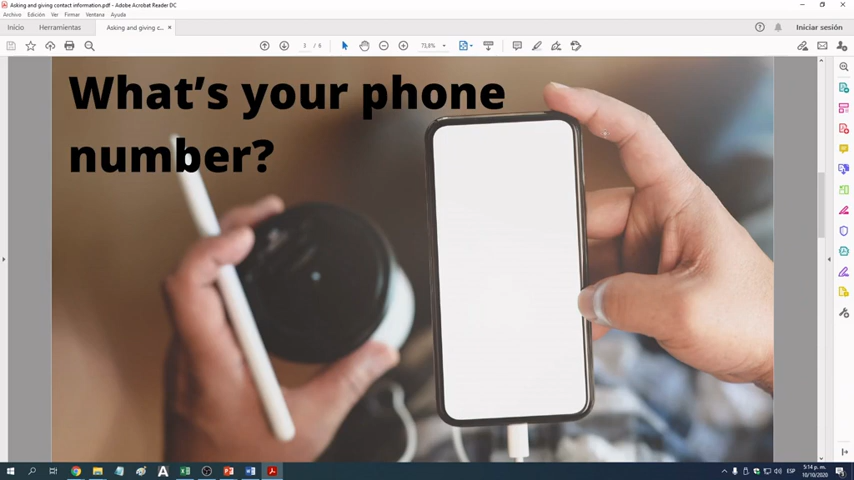 Asking and giving contact information.pdf - Adobe Acrobat Reader DC
Archivo Edición Ver Firmar Ventana Ayuda
Inicio Herramientas Asking and giving c... × Iniciar sesión
3 / 6 73,8%
What's your phone
number?
ESP 5:14 p. m.
10/10/2020